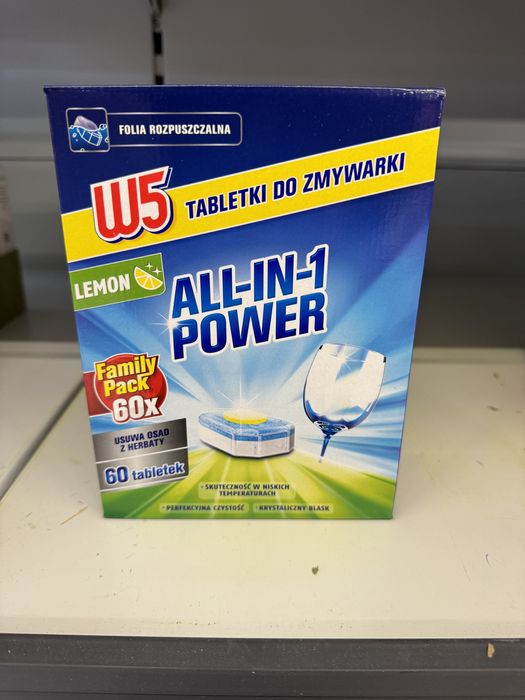 FOLIA ROZPUSZCZALNA
W5
TABLETKI DO ZMYWARKI
LEMON
ALL-IN-1
POWER
Family
Pack
60x
USUWA OSAD
Z HERBATY
60 tabletek
• SKUTECZNOŚĆ W NISKICH
TEMPERATURACH
• PERFEKCYJNA CZYSTOŚĆ • KRYSTALICZNY BLASK